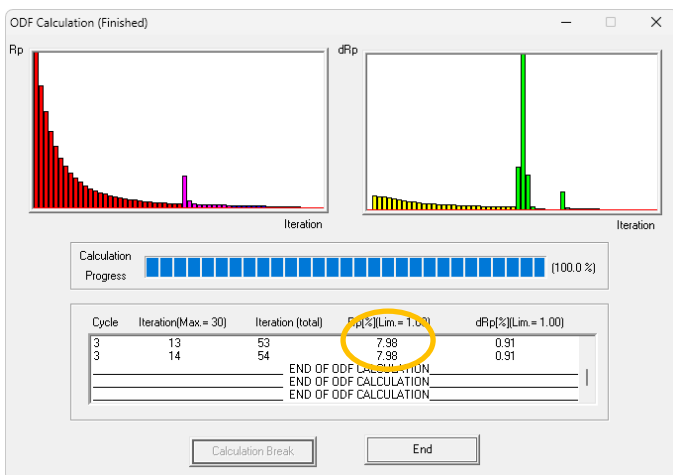 ODF Calculation (Finished)
Rp
dRp
Iteration
Iteration
Calculation
Progress
(100.0 %)
Cycle Iteration(Max.= 30) Iteration (total) Rp[%](Lim.= 1.00) dRp[%](Lim.= 1.00)
3 13 53 7.98 0.91
3 14 54 7.98 0.91
END OF ODF CALCULATION
END OF ODF CALCULATION
END OF ODF CALCULATION
Calculation Break
End